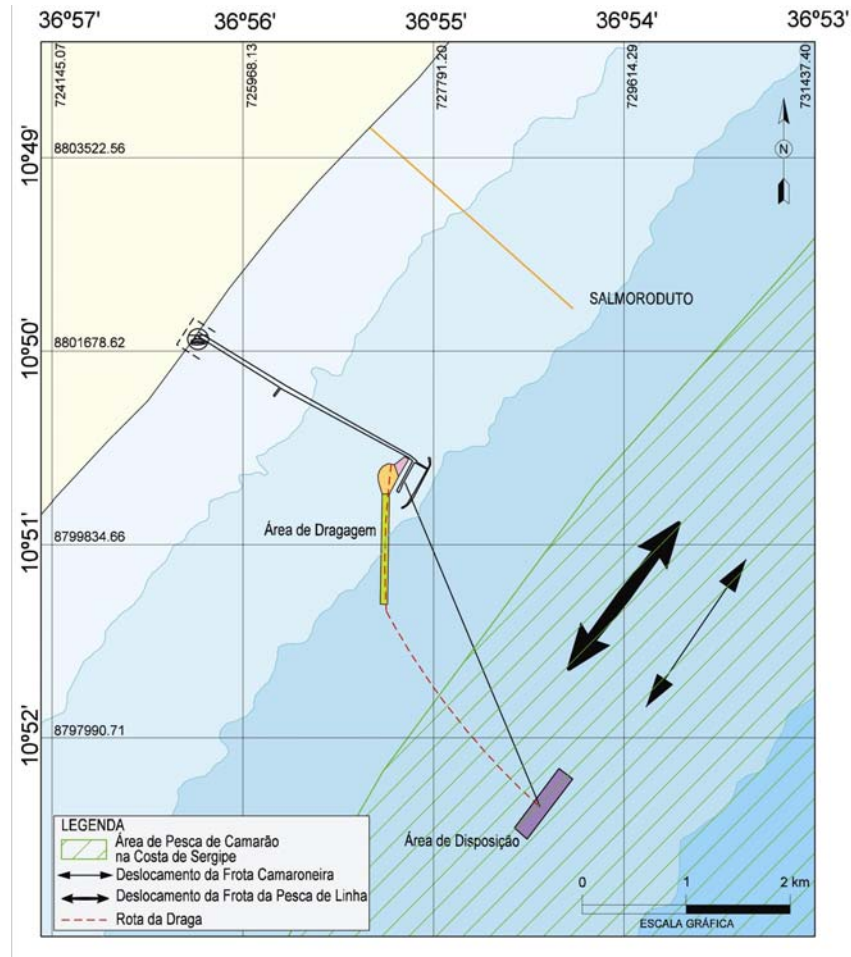 36º57' 36º56' 36º55' 36º54' 36º53'
724145.07 725968.13 727791.20 729614.29 731437.40
10º49' 8803522.56
N
SALMORODUTO
10º50' 8801678.62
10º51' 8799834.66
Área de Dragagem
10º52' 8797990.71
Área de Disposição
LEGENDA
Área de Pesca de Camarão
na Costa de Sergipe
Deslocamento da Frota Camaroneira
Deslocamento da Frota da Pesca de Linha
Rota da Draga
0 1 2 km
ESCALA GRÁFICA